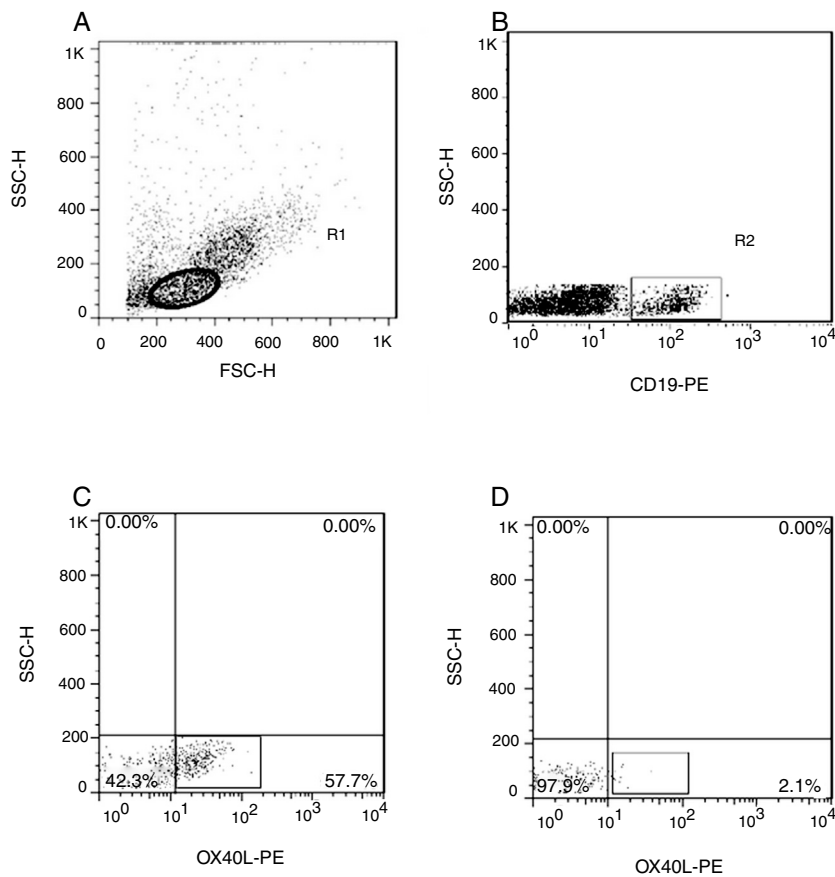 A
1K
800
600
400
200
0
SSC-H
R1
0 200 400 600 800 1K
FSC-H
B
1K
800
600
400
200
0
SSC-H
R2
10^0 10^1 10^2 10^3 10^4
CD19-PE
C
1K
800
600
400
200
0
SSC-H
0.00% 0.00%
42.3% 57.7%
10^0 10^1 10^2 10^3 10^4
OX40L-PE
D
1K
800
600
400
200
0
SSC-H
0.00% 0.00%
97.9% 2.1%
10^0 10^1 10^2 10^3 10^4
OX40L-PE